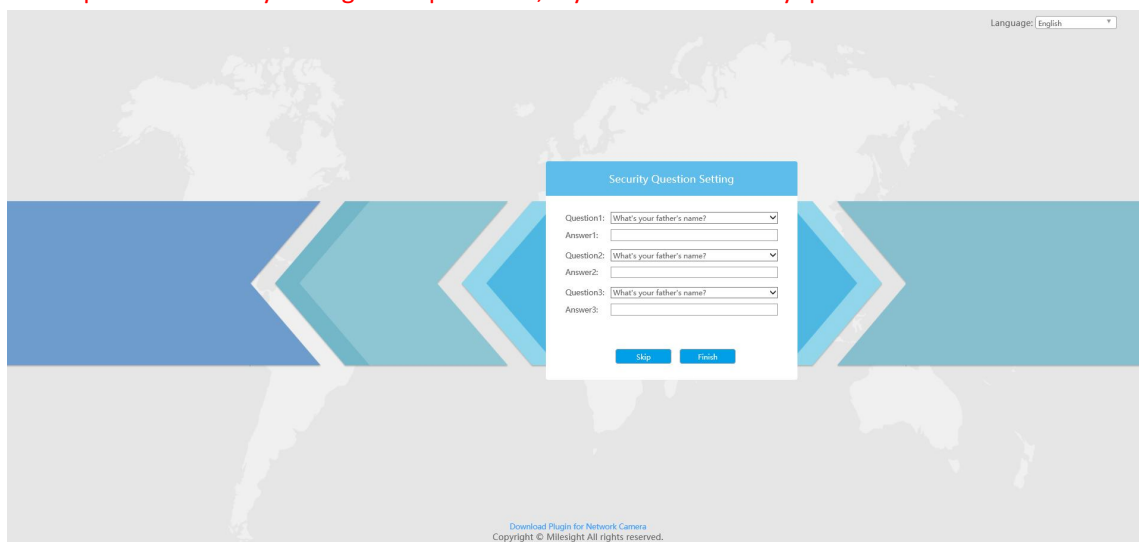 Language: English
Security Question Setting
Question1: What's your father's name?
Answer1:
Question2: What's your father's name?
Answer2:
Question3: What's your father's name?
Answer3:
Skip Finish
Download Plugin for Network Camera
Copyright © Milesight All rights reserved.